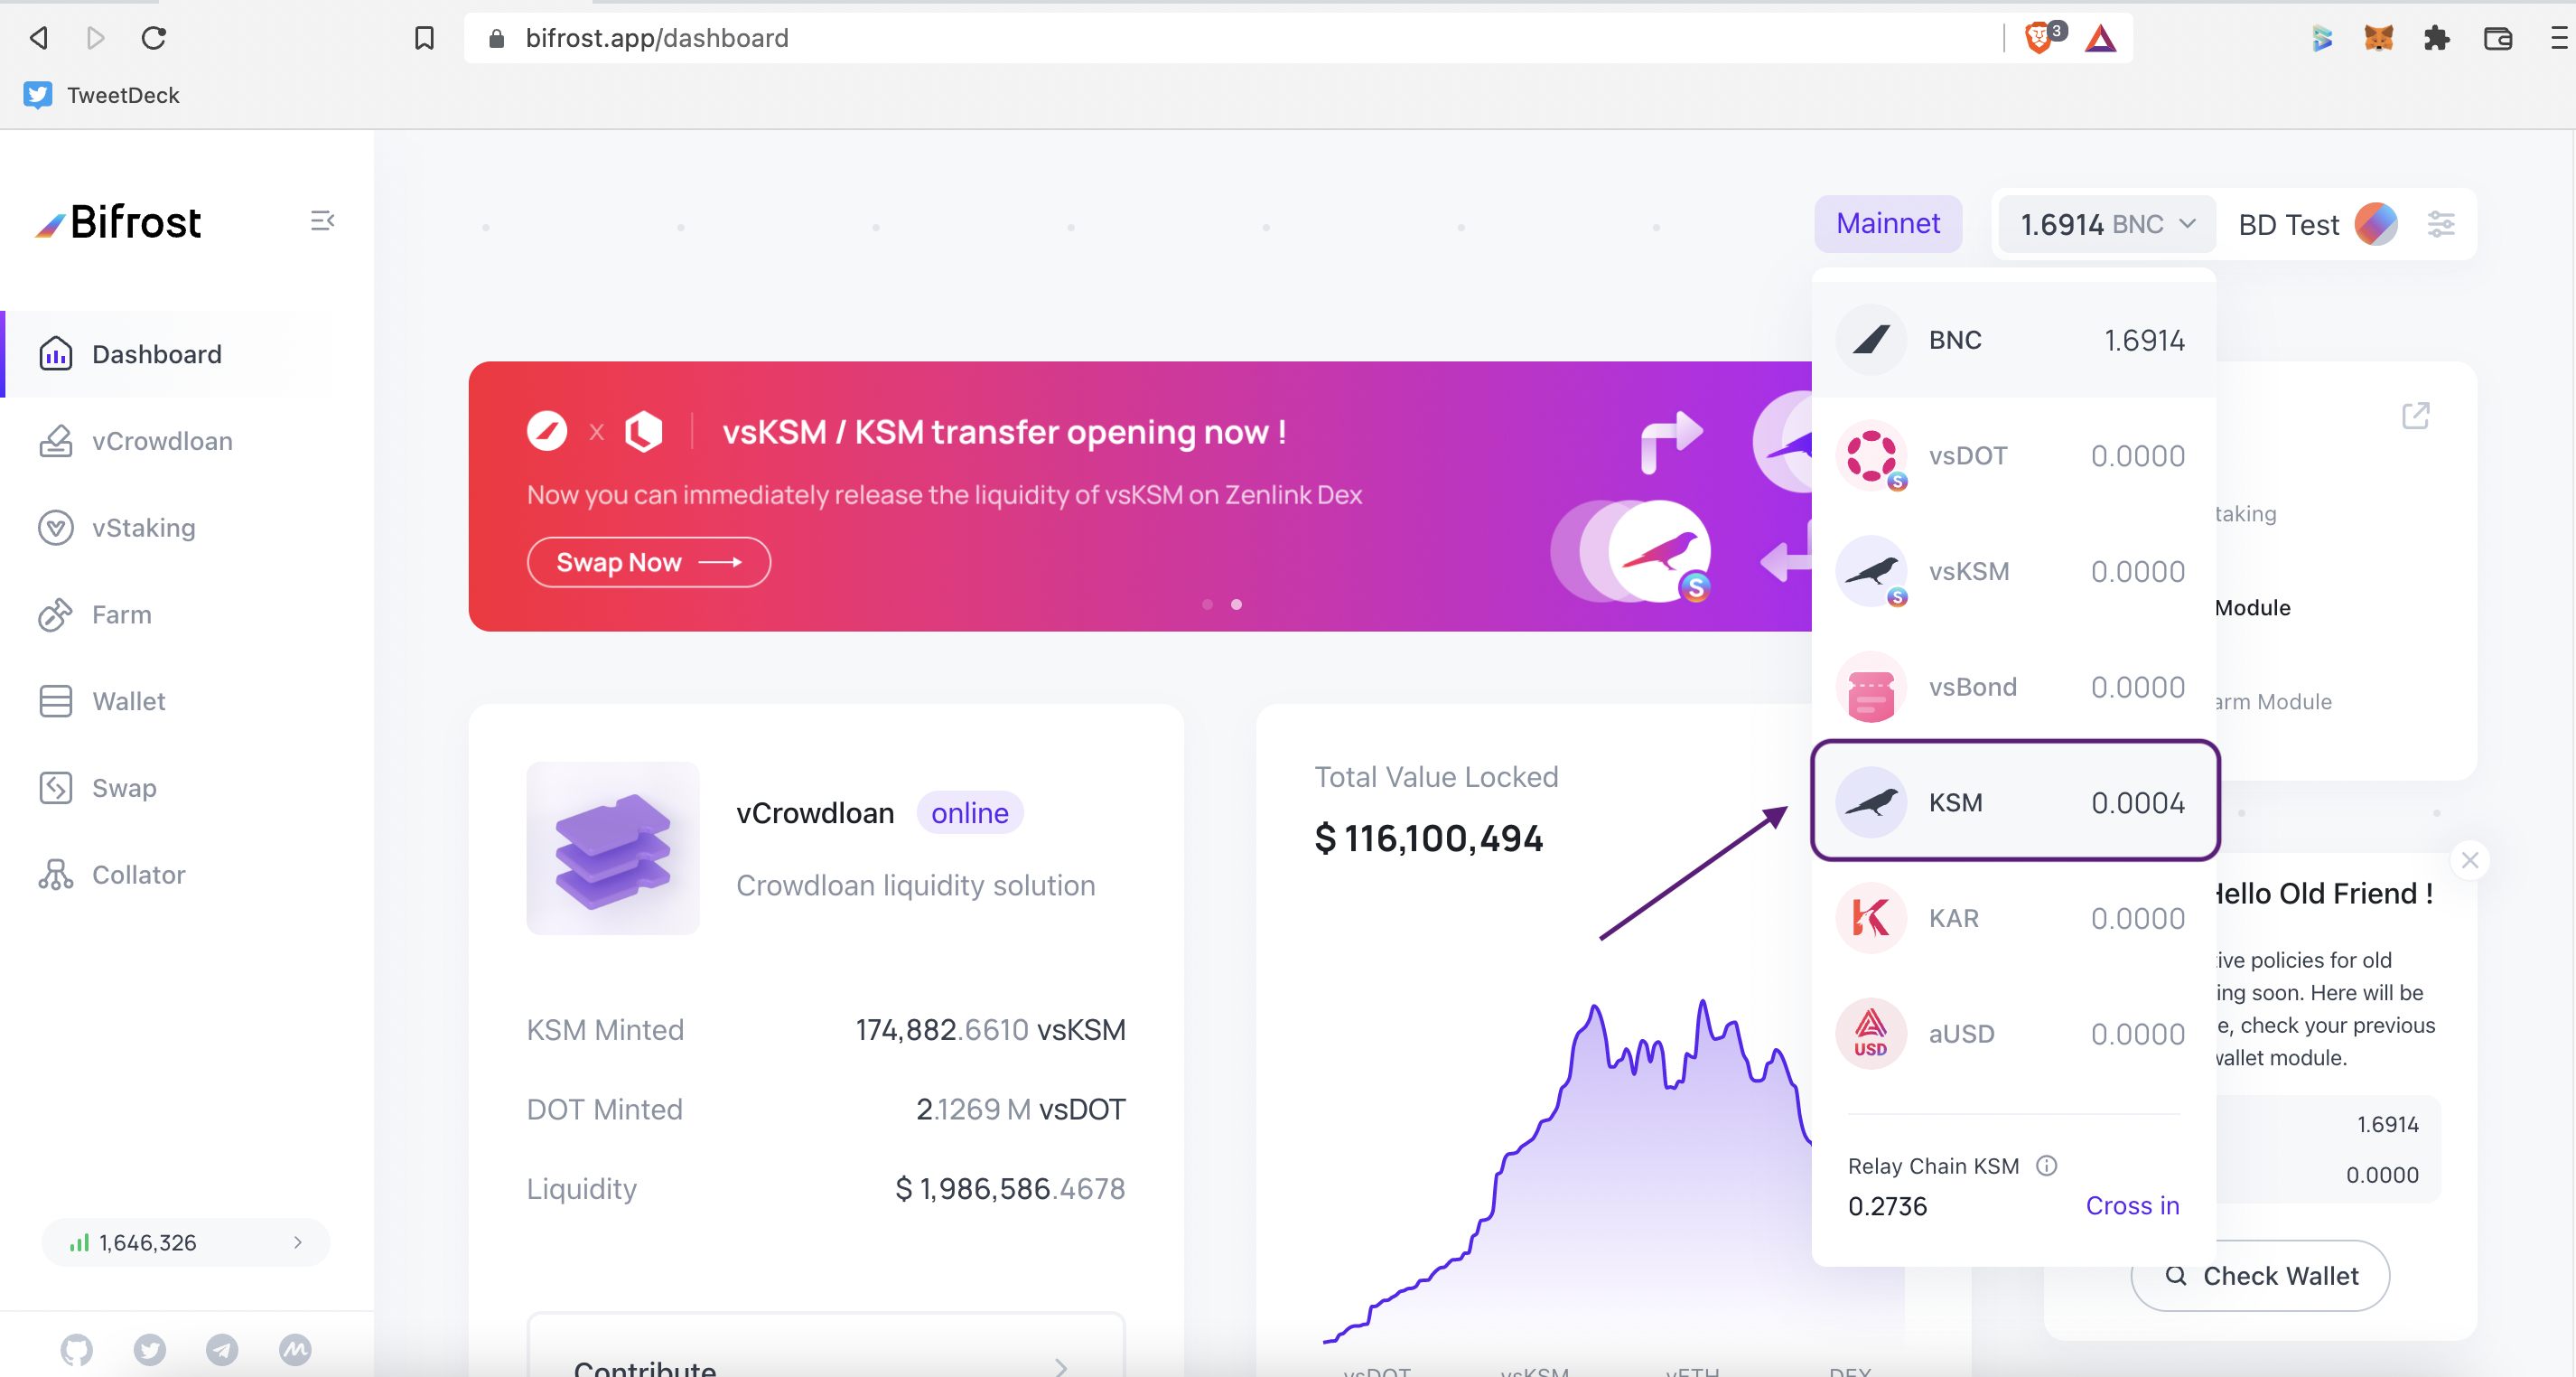 bifrost.app/dashboard
3
TweetDeck
Bifrost
Dashboard
vCrowdloan
vStaking
Farm
Wallet
Swap
Collator
1,646,326
Mainnet
1.6914 BNC
BD Test
x
vsKSM / KSM transfer opening now !
Now you can immediately release the liquidity of vsKSM on Zenlink Dex
Swap Now
S
vCrowdloan online
Crowdloan liquidity solution
KSM Minted 174,882.6610 vsKSM
DOT Minted 2.1269 M vsDOT
Liquidity $ 1,986,586.4678
Contribute
Total Value Locked
$ 116,100,494
vsDOT vsKSM vETH DEX
BNC 1.6914
S
vsDOT 0.0000
S
vsKSM 0.0000
vsBond 0.0000
KSM 0.0004
KAR 0.0000
USD
aUSD 0.0000
Relay Chain KSM
0.2736 Cross in
taking
Module
arm Module
Hello Old Friend !
ive policies for old
ing soon. Here will be
e, check your previous
wallet module.
1.6914
0.0000
Check Wallet